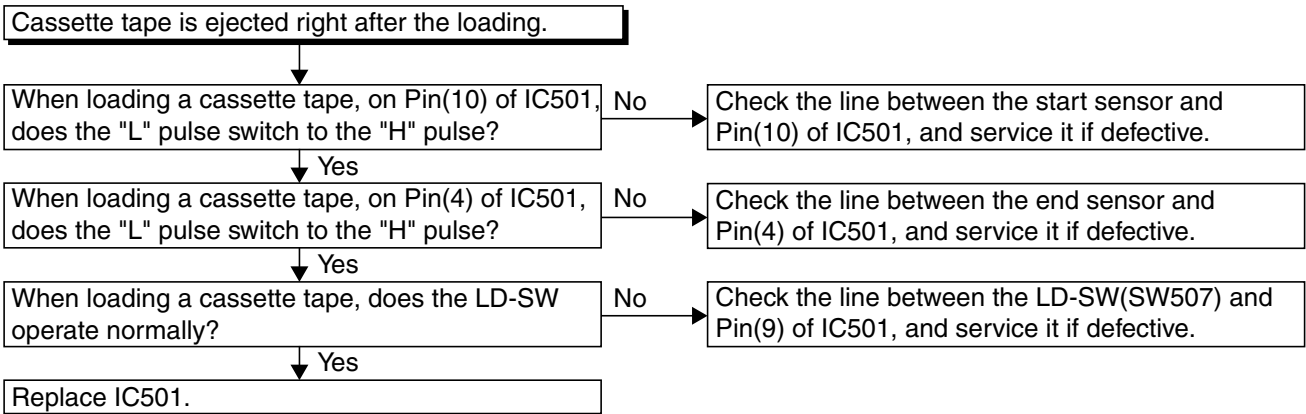 Cassette tape is ejected right after the loading.
When loading a cassette tape, on Pin(10) of IC501,
does the "L" pulse switch to the "H" pulse?
No
Check the line between the start sensor and
Pin(10) of IC501, and service it if defective.
Yes
When loading a cassette tape, on Pin(4) of IC501,
does the "L" pulse switch to the "H" pulse?
No
Check the line between the end sensor and
Pin(4) of IC501, and service it if defective.
Yes
When loading a cassette tape, does the LD-SW
operate normally?
No
Check the line between the LD-SW(SW507) and
Pin(9) of IC501, and service it if defective.
Yes
Replace IC501.